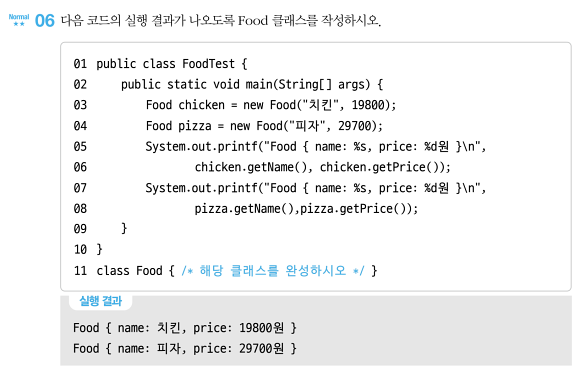 Normal
★★
06 다음 코드의 실행 결과가 나오도록 Food 클래스를 작성하시오.
01 public class FoodTest {
02 public static void main(String[] args) {
03 Food chicken = new Food("치킨", 19800);
04 Food pizza = new Food("피자", 29700);
05 System.out.printf("Food { name: %s, price: %d원 }\n",
06 chicken.getName(), chicken.getPrice());
07 System.out.printf("Food { name: %s, price: %d원 }\n",
08 pizza.getName(),pizza.getPrice());
09 }
10 }
11 class Food { /* 해당 클래스를 완성하시오 */ }
실행 결과
Food { name: 치킨, price: 19800원 }
Food { name: 피자, price: 29700원 }